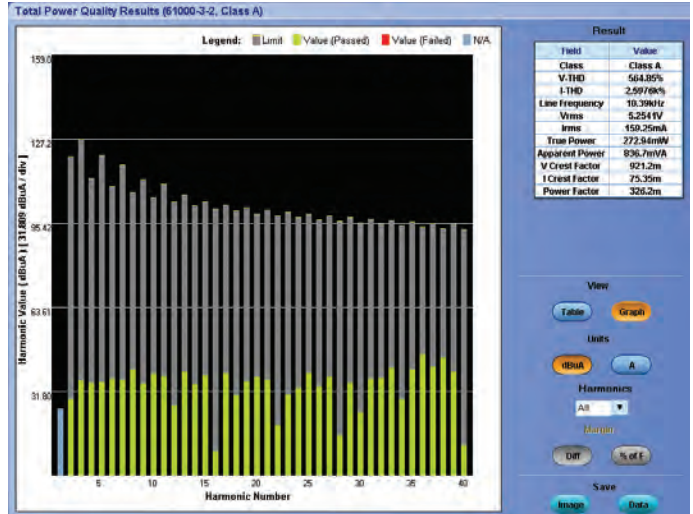 Total Power Quality Results (61000-3-2, Class A)
Legend: Limit Value (Passed) Value (Failed) N/A
159.0
127.2
95.42
63.61
31.80
Harmonic Value ( dBuA ) [ 31.809 dBuA / div ]
5 10 15 20 25 30 35 40
Harmonic Number
Result
Field Value
Class Class A
V-THD 564.85%
I-THD 2.5976k%
Line Frequency 10.39kHz
Vrms 5.2541V
Irms 159.25mA
True Power 272.94mW
Apparent Power 836.7mVA
V Crest Factor 921.2m
I Crest Factor 75.35m
Power Factor 326.2m
View
Table Graph
Units
dBuA A
Harmonics
All
Diff % of F
Save
Image Data